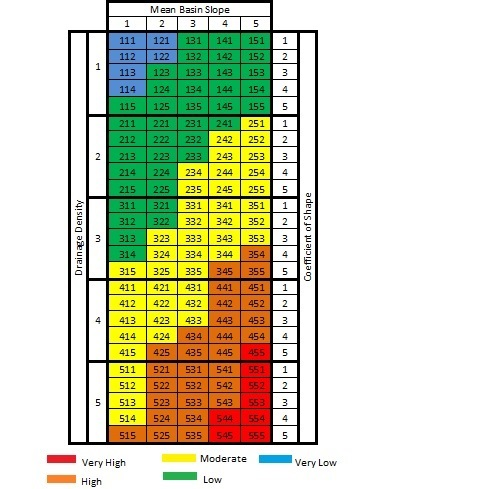 Mean Basin Slope
1 2 3 4 5
111 121 131 141 151 1
112 122 132 142 152 2
1 113 123 133 143 153 3
114 124 134 144 154 4
115 125 135 145 155 5
211 221 231 241 251 1
212 222 232 242 252 2
2 213 223 233 243 253 3
214 224 234 244 254 4
215 225 235 245 255 5
311 321 331 341 351 1
312 322 332 342 352 2
3 313 323 333 343 353 3
314 324 334 344 354 4
315 325 335 345 355 5
411 421 431 441 451 1
412 422 432 442 452 2
4 413 423 433 443 453 3
414 424 434 444 454 4
415 425 435 445 455 5
511 521 531 541 551 1
512 522 532 542 552 2
5 513 523 533 543 553 3
514 524 534 544 554 4
515 525 535 545 555 5
Drainage Density
Coefficient of Shape
Very High Moderate Very Low
High Low